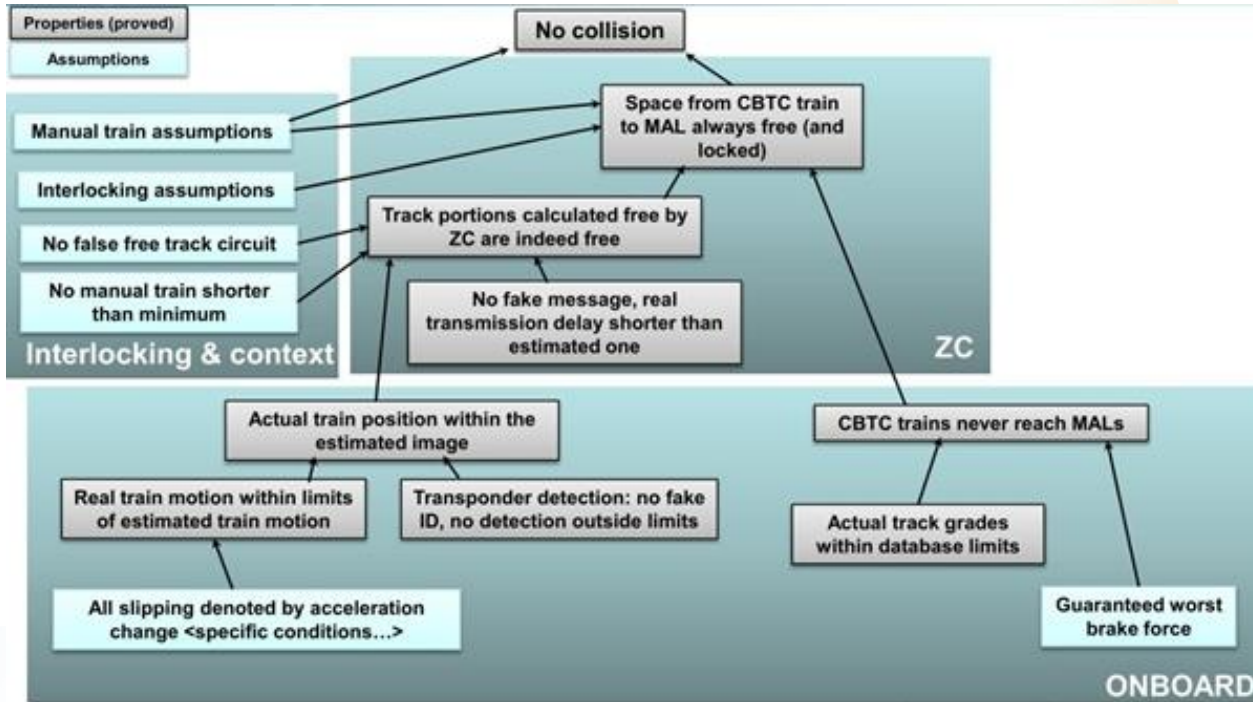 Properties (proved)
Assumptions
No collision
Manual train assumptions
Interlocking assumptions
No false free track circuit
No manual train shorter
than minimum
Interlocking & context
Space from CBTC train
to MAL always free (and
locked)
Track portions calculated free by
ZC are indeed free
No fake message, real
transmission delay shorter than
estimated one
ZC
Actual train position within the
estimated image
CBTC trains never reach MALs
Real train motion within limits
of estimated train motion
Transponder detection: no fake
ID, no detection outside limits
Actual track grades
within database limits
All slipping denoted by acceleration
change <specific conditions…>
Guaranteed worst
brake force
ONBOARD